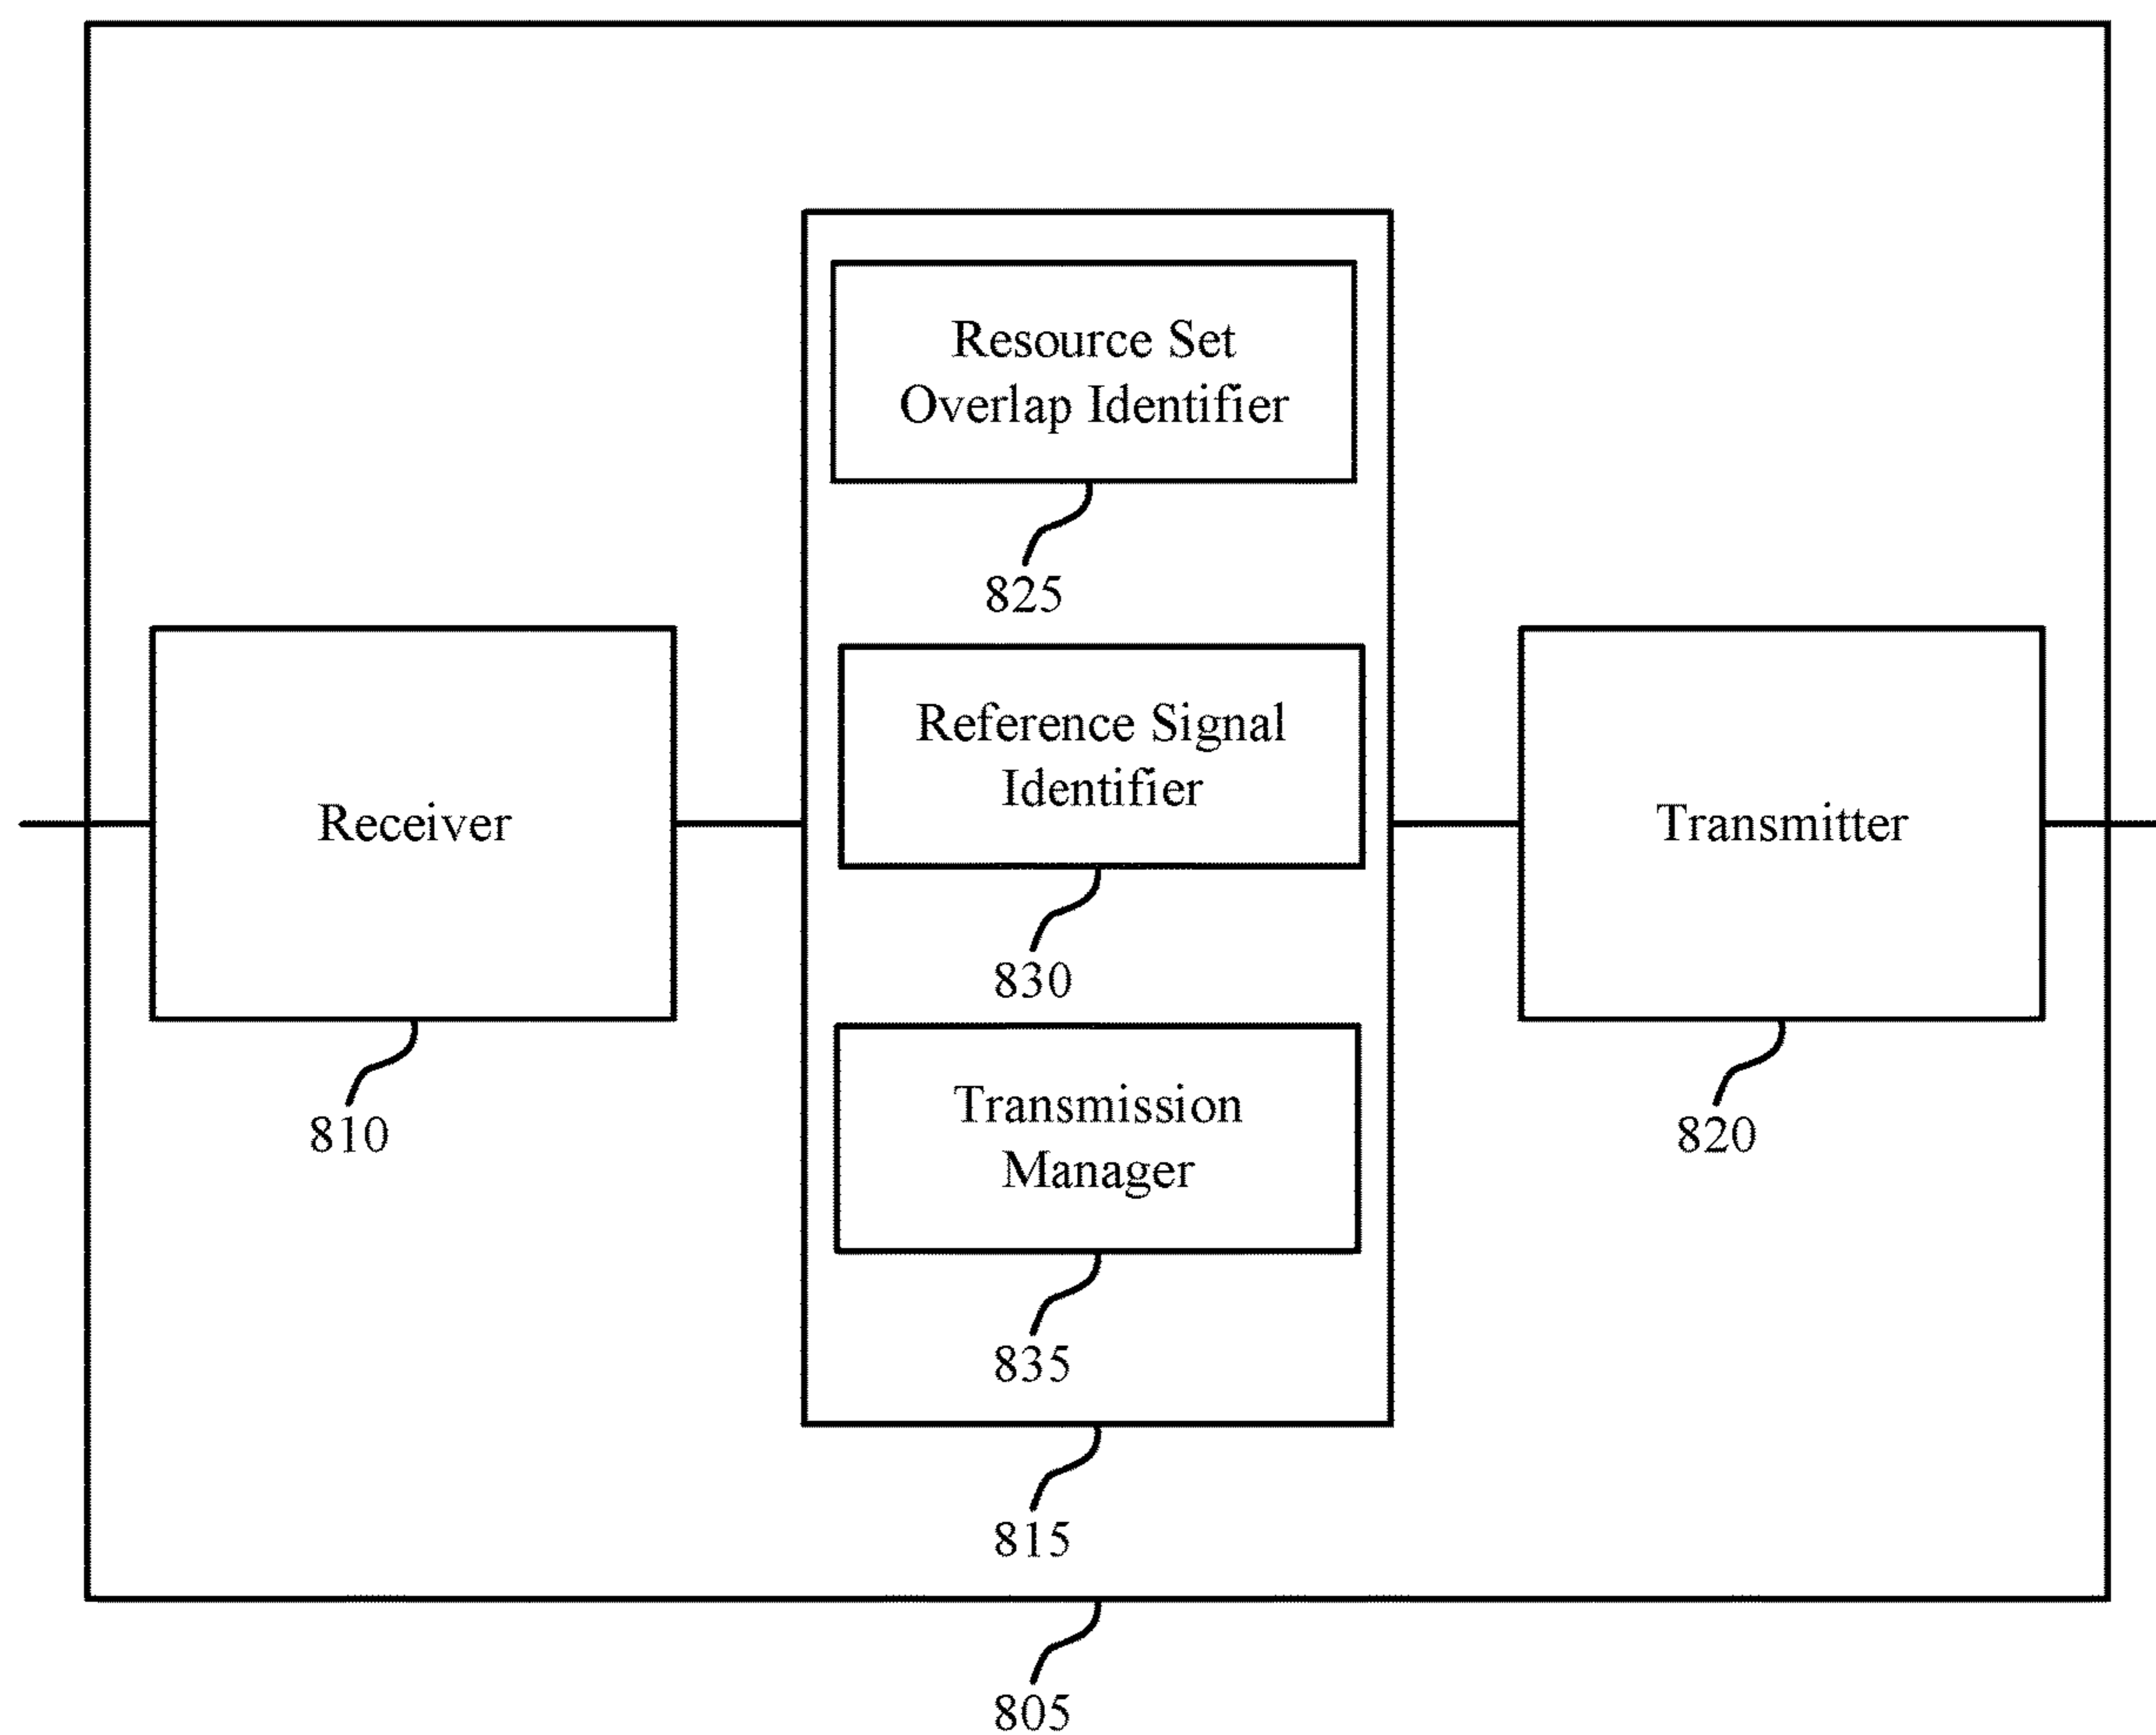 Resource Set
Overlap Identifier
825
Receiver
810
Reference Signal
Identifier
830
Transmission
Manager
835
815
Transmitter
820
805